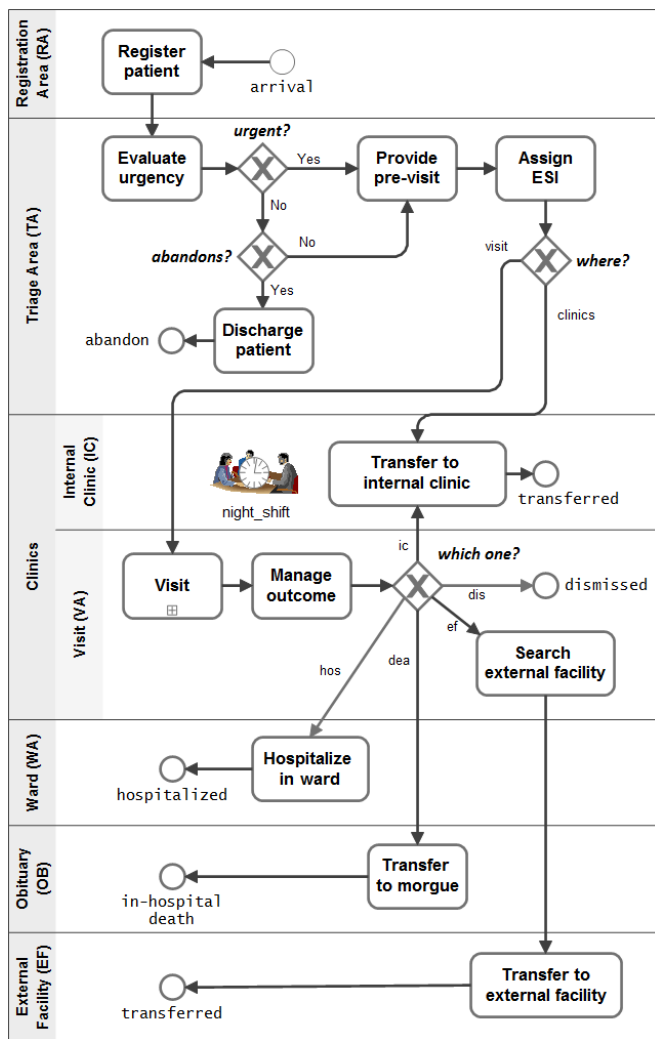 Registration
Area (RA)
Register
patient
arrival
Triage Area (TA)
Evaluate
urgency
urgent?
Yes
No
Provide
pre-visit
Assign
ESI
abandons?
No
Yes
visit
where?
clinics
Discharge
patient
abandon
Clinics
Internal
Clinic (IC)
night_shift
Transfer to
internal clinic
transferred
Visit (VA)
Visit
Manage
outcome
ic
which one?
dis
dismissed
ef
dea
hos
Search
external facility
Ward (WA)
Hospitalize
in ward
hospitalized
Obituary
(OB)
Transfer
to morgue
in-hospital
death
External
Facility (EF)
Transfer to
external facility
transferred